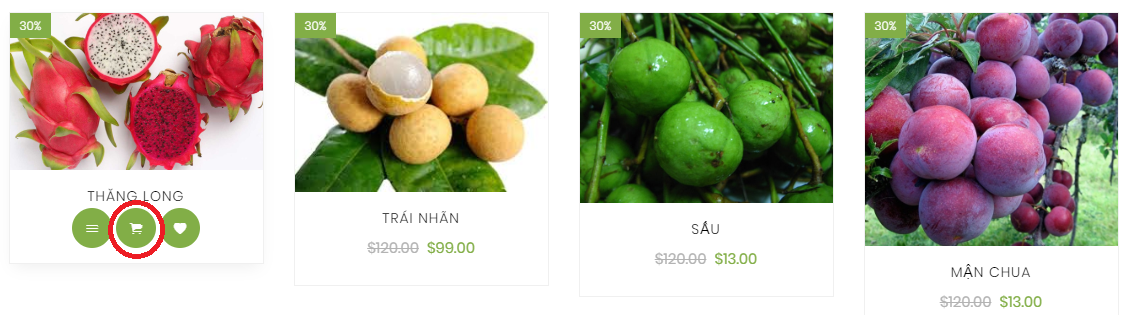 30%
30%
30%
30%
THĂNG LONG
TRÁI NHÃN
$120.00 $99.00
SẤU
$120.00 $13.00
MẬN CHUA
$120.00 $13.00